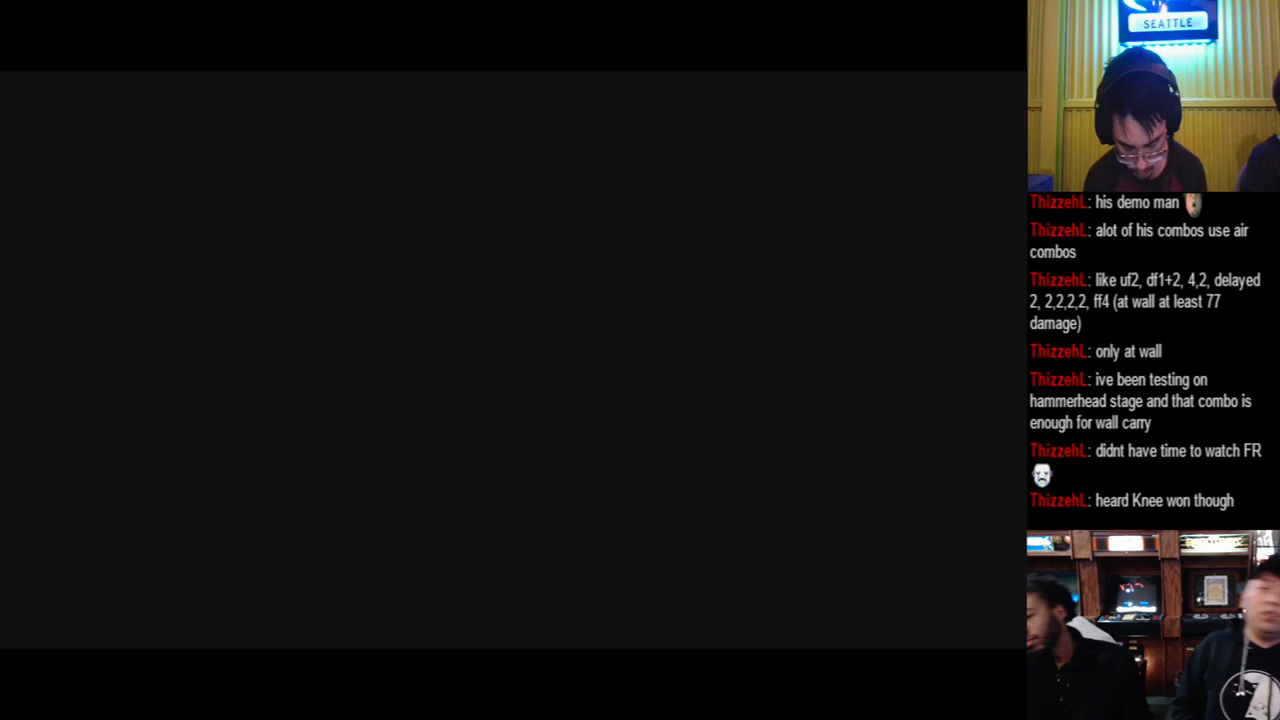 SEATTLE
ThizzehL: his demo man
ThizzehL: alot of his combos use air
combos
ThizzehL: like uf2, df1+2, 4,2, delayed
2, 2,2,2,2, ff4 (at wall at least 77
damage)
ThizzehL: only at wall
ThizzehL: ive been testing on
hammerhead stage and that combo is
enough for wall carry
ThizzehL: didnt have time to watch FR
ThizzehL: heard Knee won though